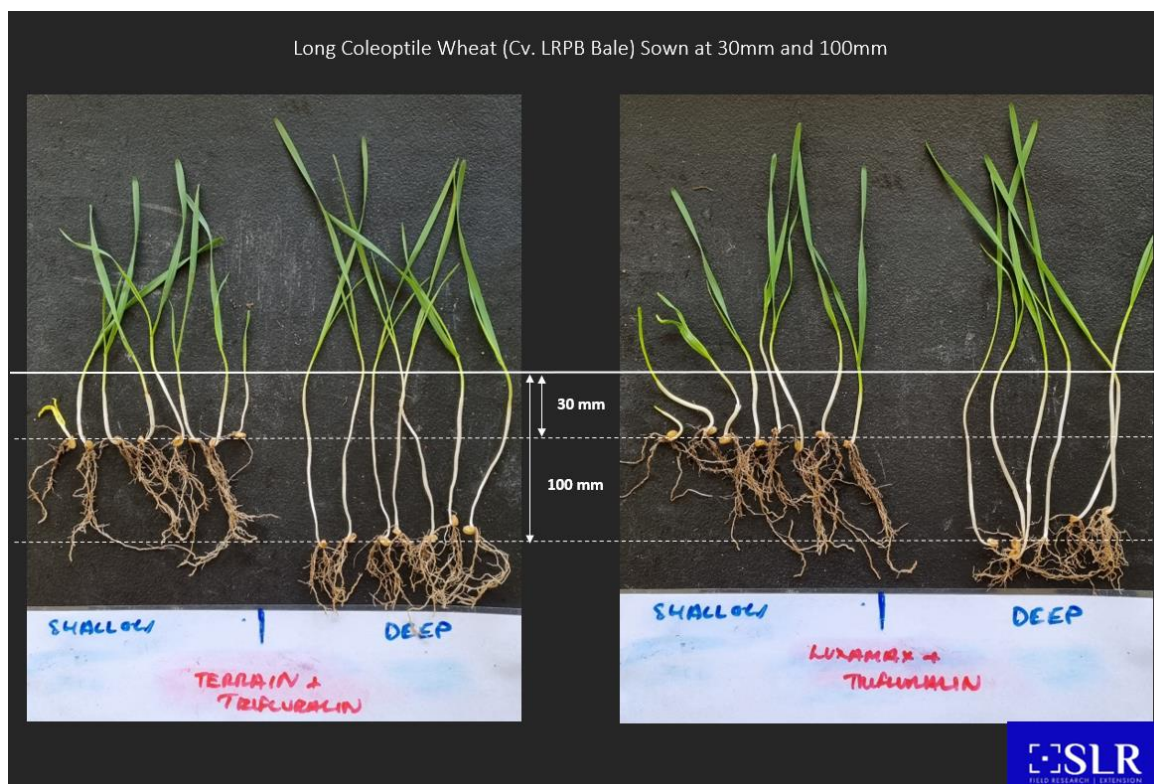 Long Coleoptile Wheat (Cv. LRPB Bale) Sown at 30mm and 100mm
30 mm
100 mm
SHALLOW
DEEP
TERRAIN +
TRIFLURALIN
SHALLOW
DEEP
LUXAMAX +
TRIFLURALIN
SLR
FIELD RESEARCH | EXTENSION